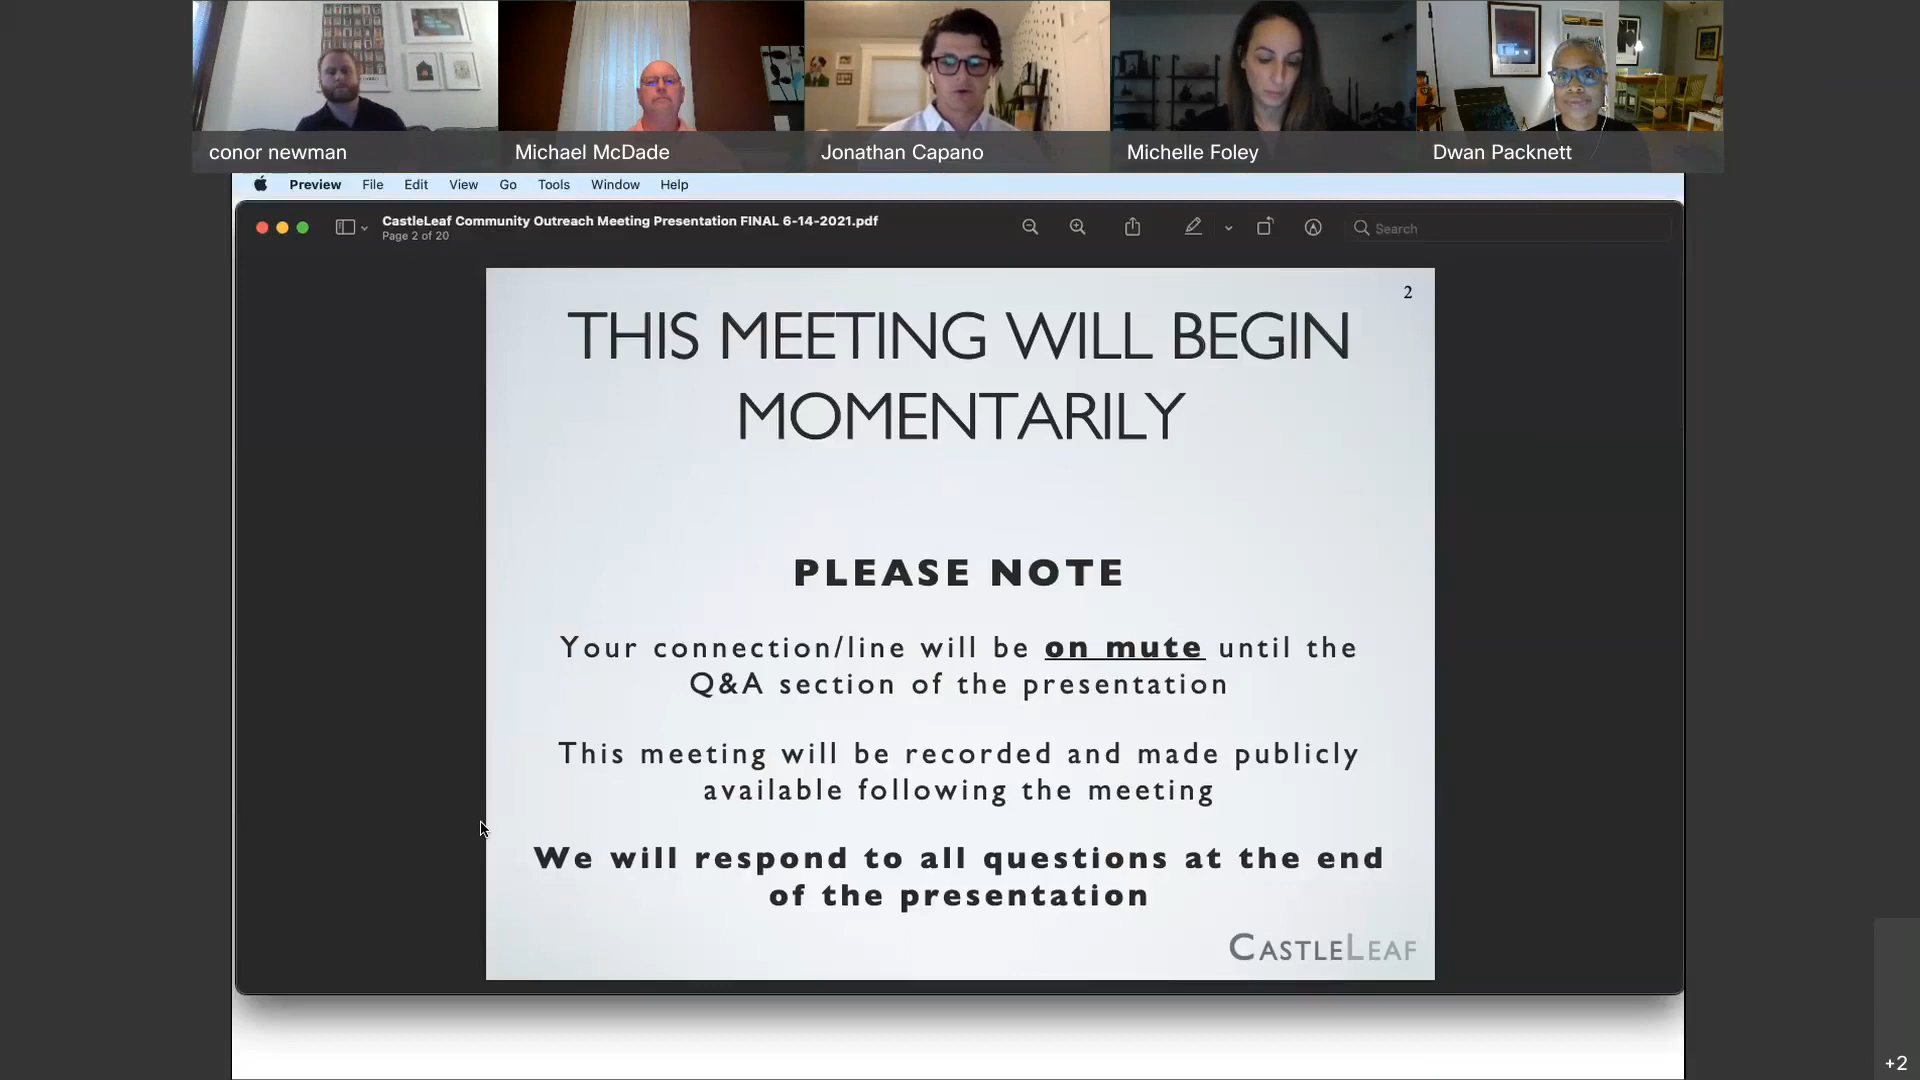 conor newman
Michael McDade
Jonathan Capano
Michelle Foley
Dwan Packnett
Preview File Edit View Go Tools Window Help
CastleLeaf Community Outreach Meeting Presentation FINAL 6-14-2021.pdf
Page 2 of 20
Search
2
THIS MEETING WILL BEGIN
MOMENTARILY
PLEASE NOTE
Your connection/line will be on mute until the
Q&A section of the presentation
This meeting will be recorded and made publicly
available following the meeting
We will respond to all questions at the end
of the presentation
CASTLELEAF
+2